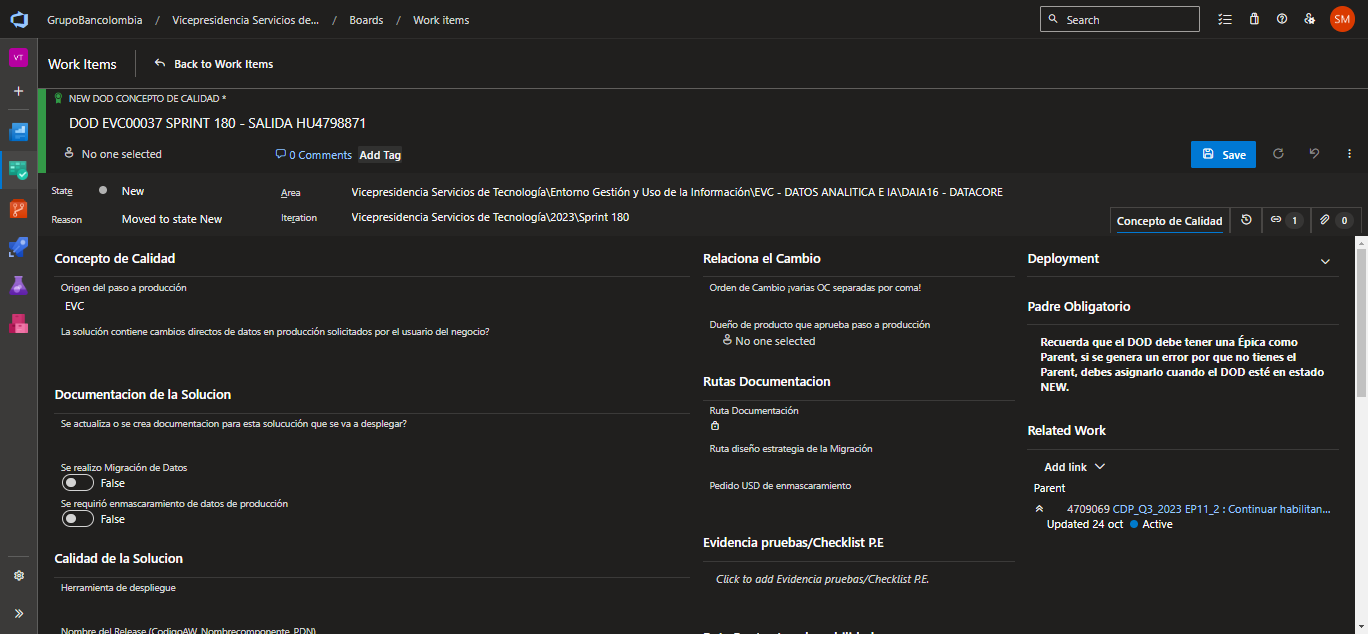 GrupoBancolombia / Vicepresidencia Servicios de... / Boards / Work items
Search
SM
VT
Work Items
Back to Work Items
NEW DOD CONCEPTO DE CALIDAD *
DOD EVC00037 SPRINT 180 - SALIDA HU4798871
No one selected
0 Comments
Add Tag
Save
State
New
Area
Vicepresidencia Servicios de Tecnología\Entorno Gestión y Uso de la Información\EVC - DATOS ANALITICA E IA\DAIA16 - DATACORE
Reason
Moved to state New
Iteration
Vicepresidencia Servicios de Tecnología\2023\Sprint 180
Concepto de Calidad
1
0
Concepto de Calidad
Origen del paso a producción
EVC
La solución contiene cambios directos de datos en producción solicitados por el usuario del negocio?
Documentacion de la Solucion
Se actualiza o se crea documentacion para esta solucución que se va a desplegar?
Se realizo Migración de Datos
False
Se requirió enmascaramiento de datos de producción
False
Calidad de la Solucion
Herramienta de despliegue
Nombre del Release (CodigoAW_Nombrecomponente_PDN)
Relaciona el Cambio
Orden de Cambio ¡varias OC separadas por coma!
Dueño de producto que aprueba paso a producción
No one selected
Rutas Documentacion
Ruta Documentación
Ruta diseño estrategia de la Migración
Pedido USD de enmascaramiento
Evidencia pruebas/Checklist P.E
Click to add Evidencia pruebas/Checklist P.E.
Deployment
Padre Obligatorio
Recuerda que el DOD debe tener una Épica como
Parent, si se genera un error por que no tienes el
Parent, debes asignarlo cuando el DOD esté en estado
NEW.
Related Work
Add link
Parent
4709069 CDP_Q3_2023 EP11_2 : Continuar habilitan...
Updated 24 oct
Active